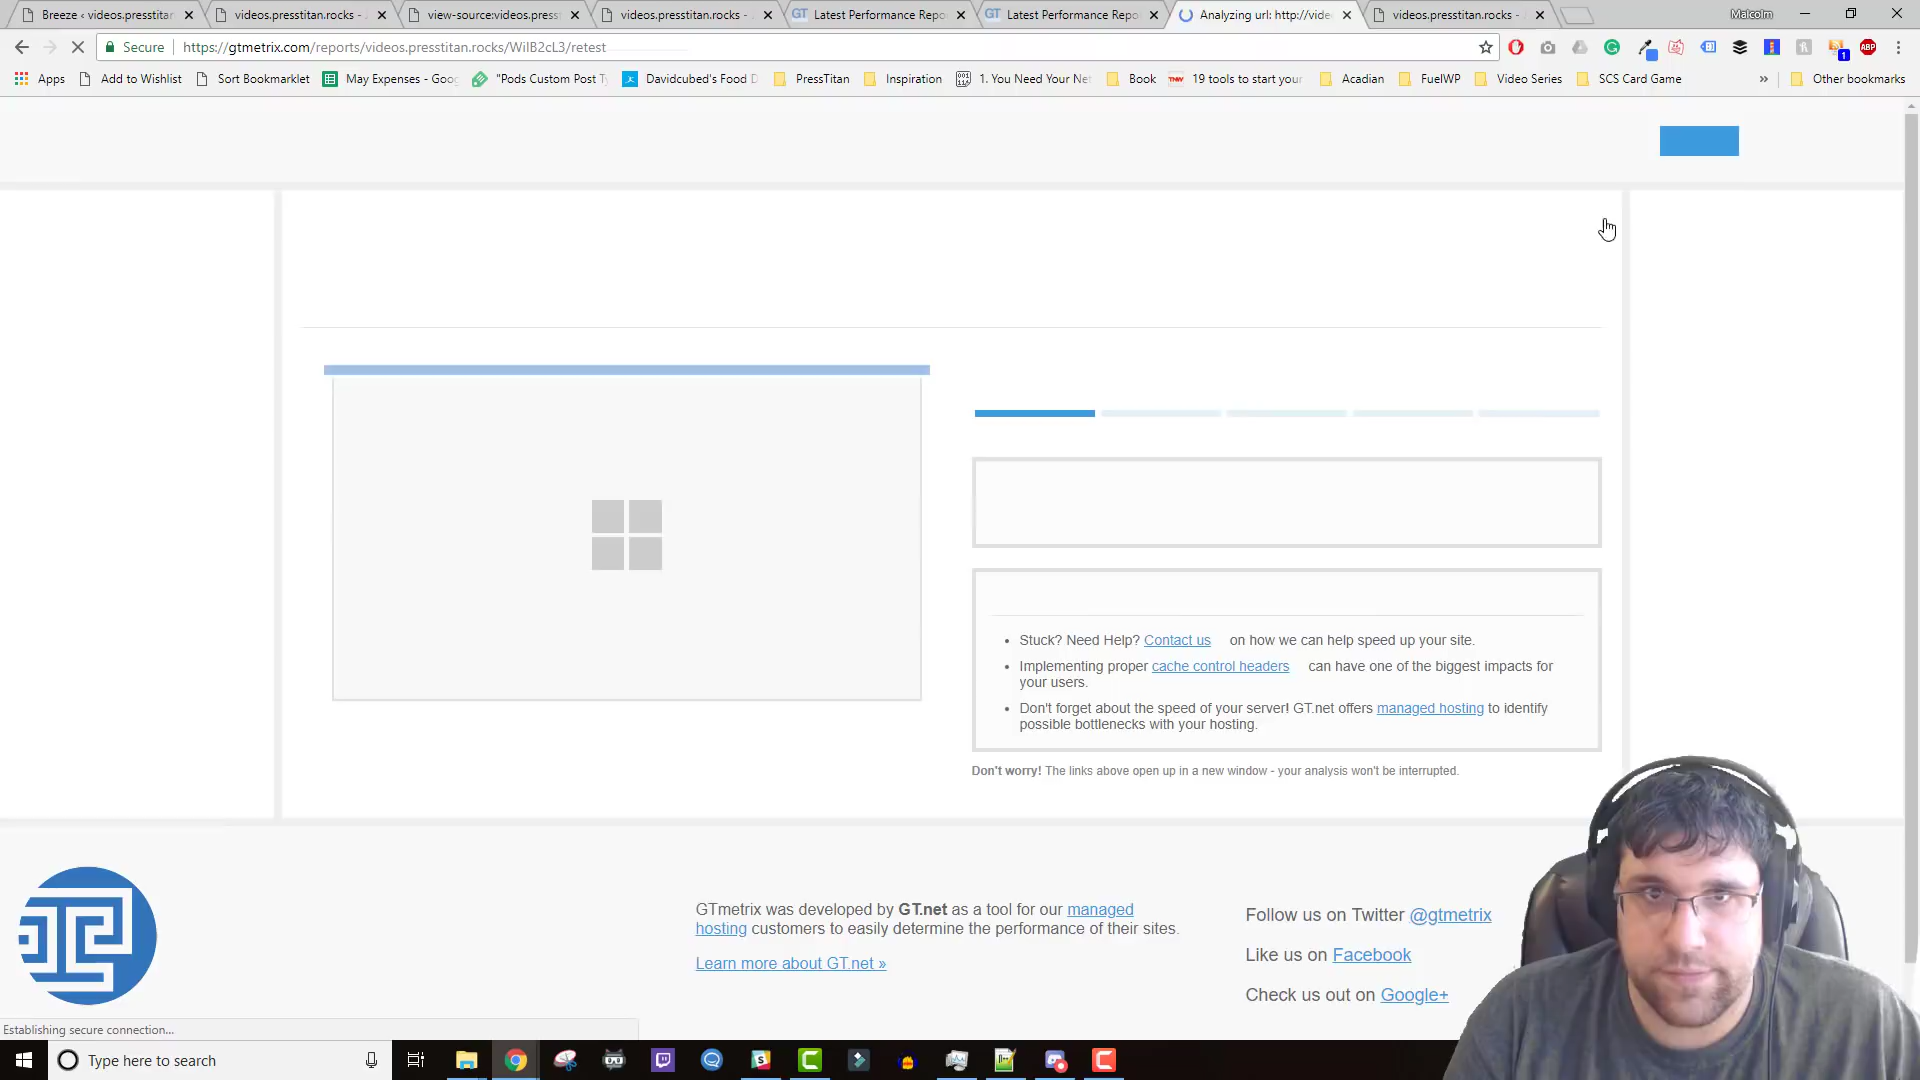 Breeze ‹ videos.presstitan
videos.presstitan.rocks -
view-source:videos.press
videos.presstitan.rocks -
GT Latest Performance Repo
GT Latest Performance Repo
Analyzing url: http://vide
videos.presstitan.rocks -
Malcolm
Secure
https://gtmetrix.com/reports/videos.presstitan.rocks/WilB2cL3/retest
ABP
1
Apps
Add to Wishlist
Sort Bookmarklet
May Expenses - Goo
"Pods Custom Post T
Davidcubed's Food D
PressTitan
Inspiration
1. You Need Your Ne
Book
TNW 19 tools to start your
Acadian
FuelWP
Video Series
SCS Card Game
»
Other bookmarks
• Stuck? Need Help? Contact us on how we can help speed up your site.
• Implementing proper cache control headers can have one of the biggest impacts for
your users.
• Don't forget about the speed of your server! GT.net offers managed hosting to identify
possible bottlenecks with your hosting.
Don't worry! The links above open up in a new window - your analysis won't be interrupted.
GTmetrix was developed by GT.net as a tool for our managed
hosting customers to easily determine the performance of their sites.
Learn more about GT.net »
Follow us on Twitter @gtmetrix
Like us on Facebook
Check us out on Google+
Establishing secure connection...
Type here to search